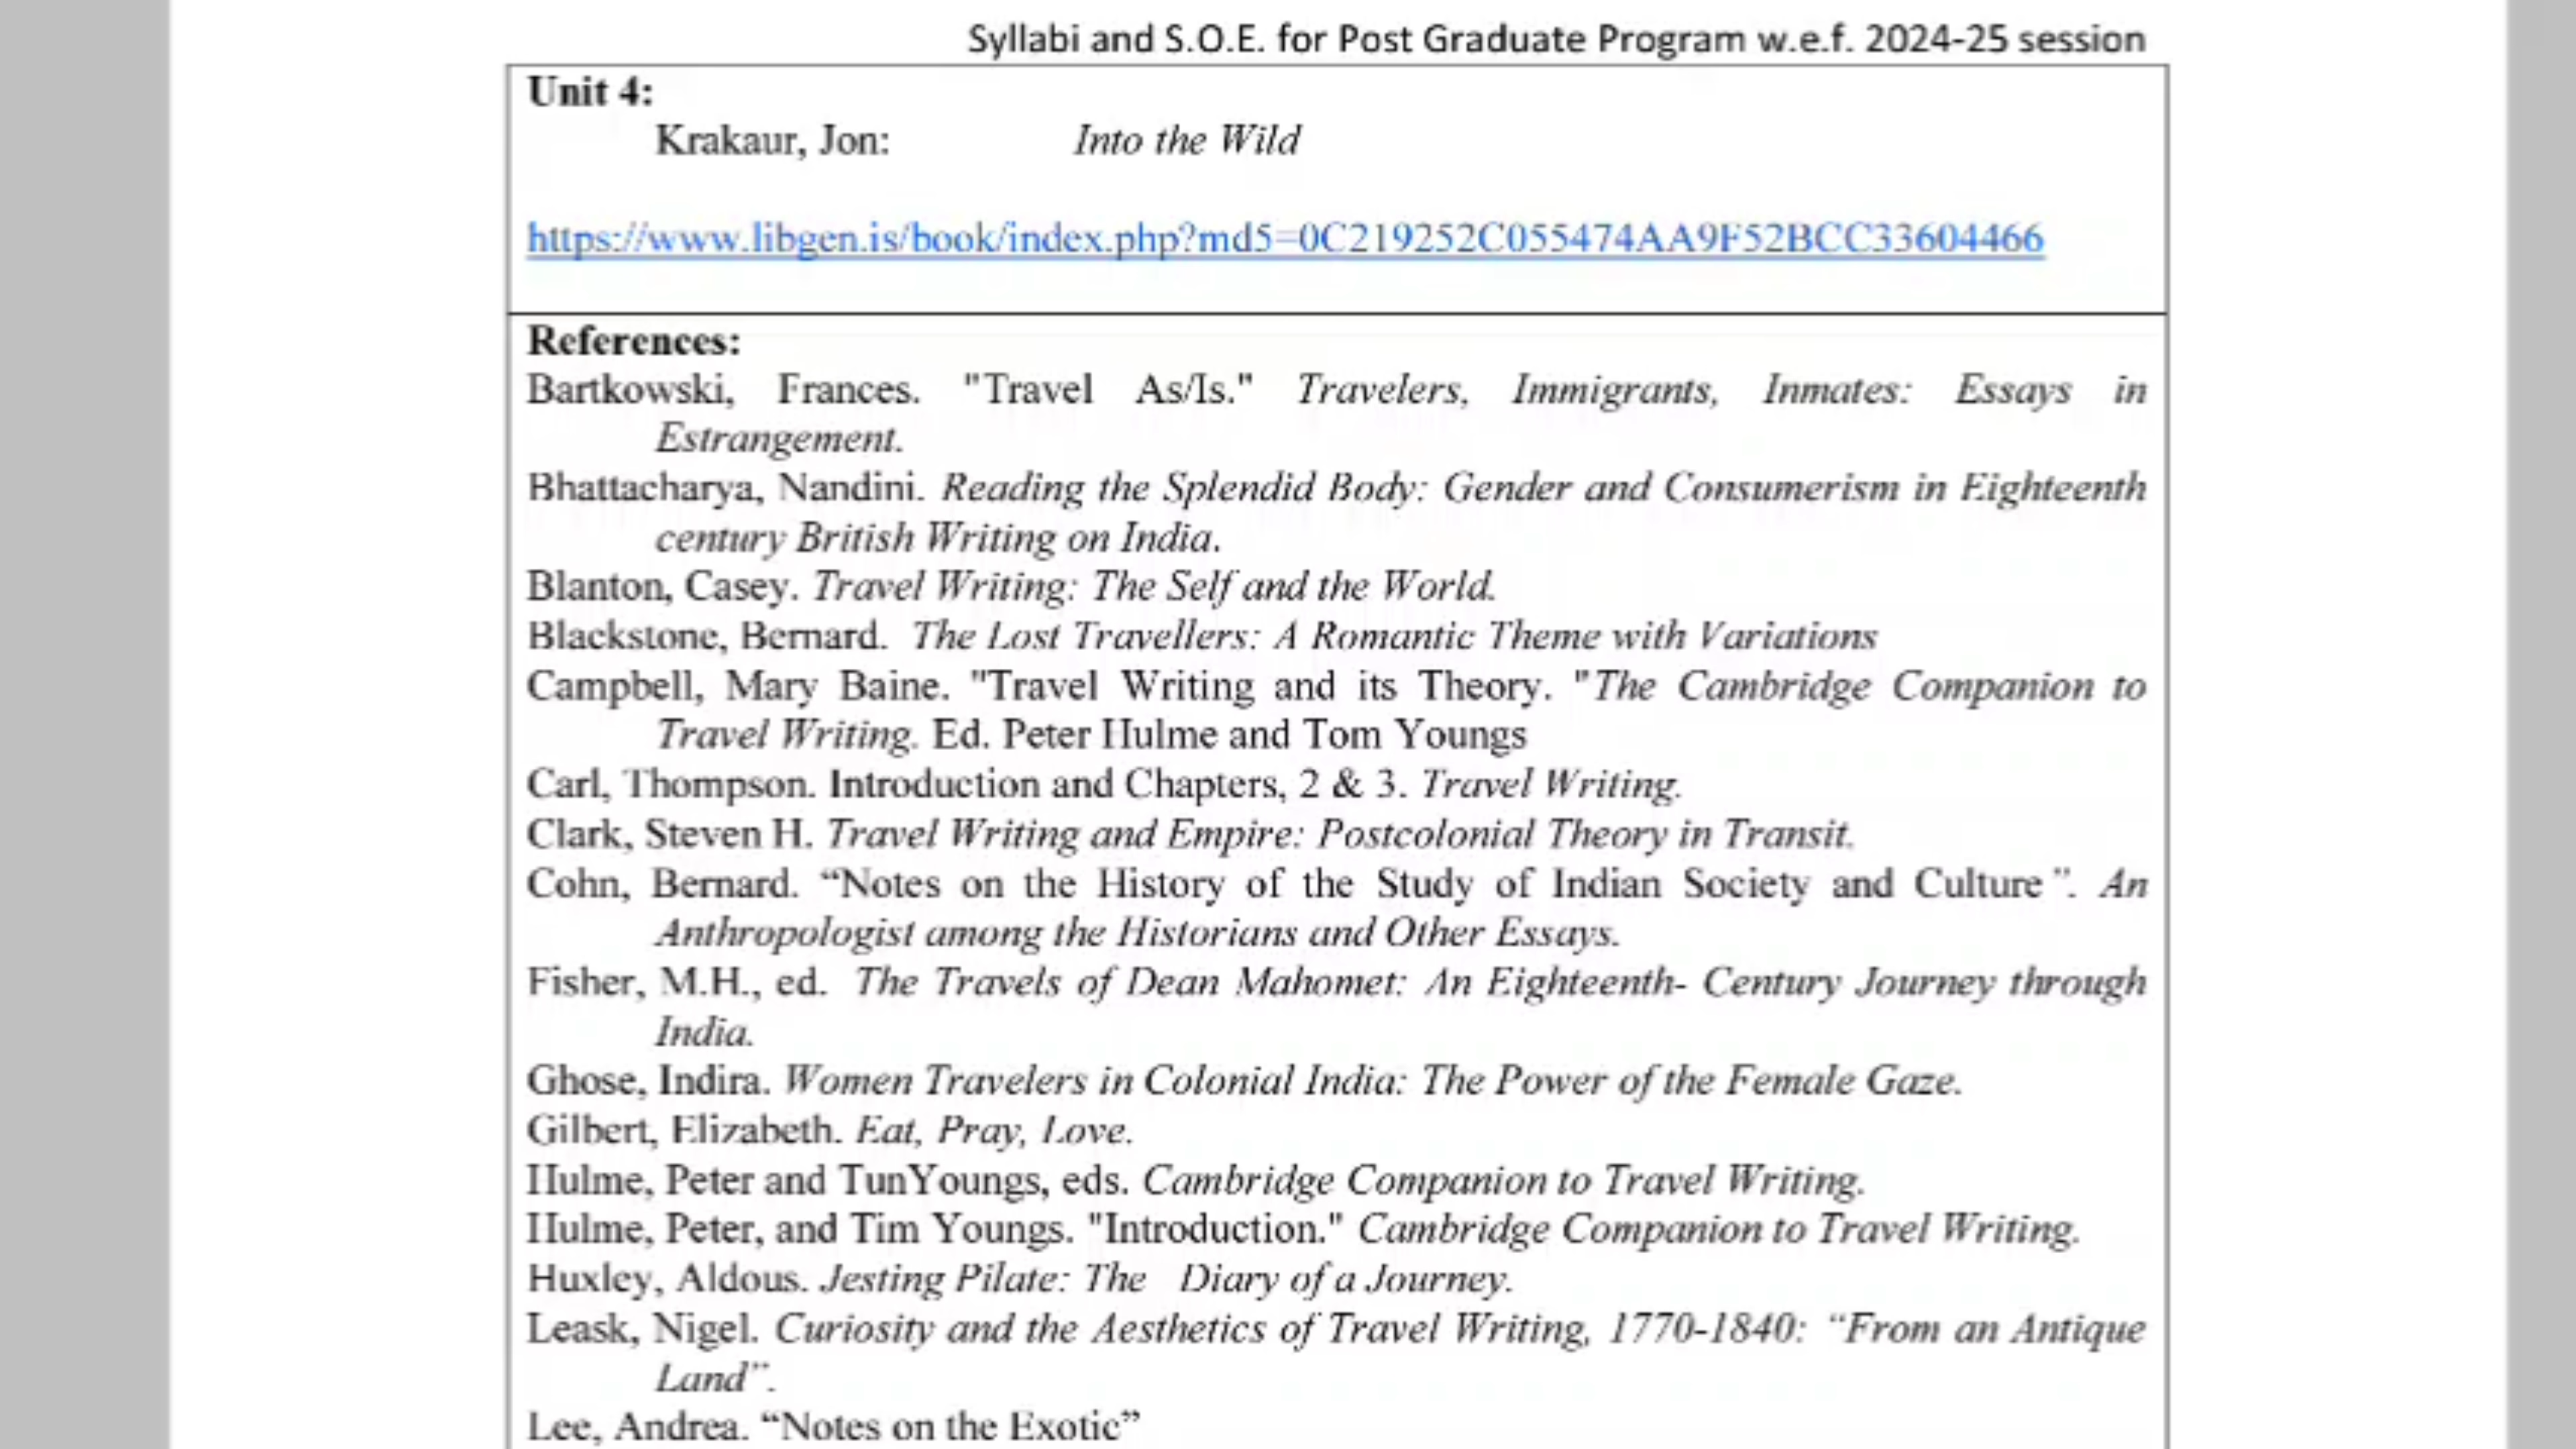 Syllabi and S.O.E. for Post Graduate Program w.e.f. 2024-25 session
Unit 4:
Krakaur, Jon: Into the Wild
https://www.libgen.is/book/index.php?md5=0C219252C055474AA9F52BCC33604466
References:
Bartkowski, Frances. "Travel As/Is." Travelers, Immigrants, Inmates: Essays in
Estrangement.
Bhattacharya, Nandini. Reading the Splendid Body: Gender and Consumerism in Eighteenth
century British Writing on India.
Blanton, Casey. Travel Writing: The Self and the World.
Blackstone, Bernard. The Lost Travellers: A Romantic Theme with Variations
Campbell, Mary Baine. "Travel Writing and its Theory. "The Cambridge Companion to
Travel Writing. Ed. Peter Hulme and Tom Youngs
Carl, Thompson. Introduction and Chapters, 2 & 3. Travel Writing.
Clark, Steven H. Travel Writing and Empire: Postcolonial Theory in Transit.
Cohn, Bernard. “Notes on the History of the Study of Indian Society and Culture”. An
Anthropologist among the Historians and Other Essays.
Fisher, M.H., ed. The Travels of Dean Mahomet: An Eighteenth- Century Journey through
India.
Ghose, Indira. Women Travelers in Colonial India: The Power of the Female Gaze.
Gilbert, Elizabeth. Eat, Pray, Love.
Hulme, Peter and TunYoungs, eds. Cambridge Companion to Travel Writing.
Hulme, Peter, and Tim Youngs. "Introduction." Cambridge Companion to Travel Writing.
Huxley, Aldous. Jesting Pilate: The Diary of a Journey.
Leask, Nigel. Curiosity and the Aesthetics of Travel Writing, 1770-1840: “From an Antique
Land”.
Lee, Andrea. “Notes on the Exotic”